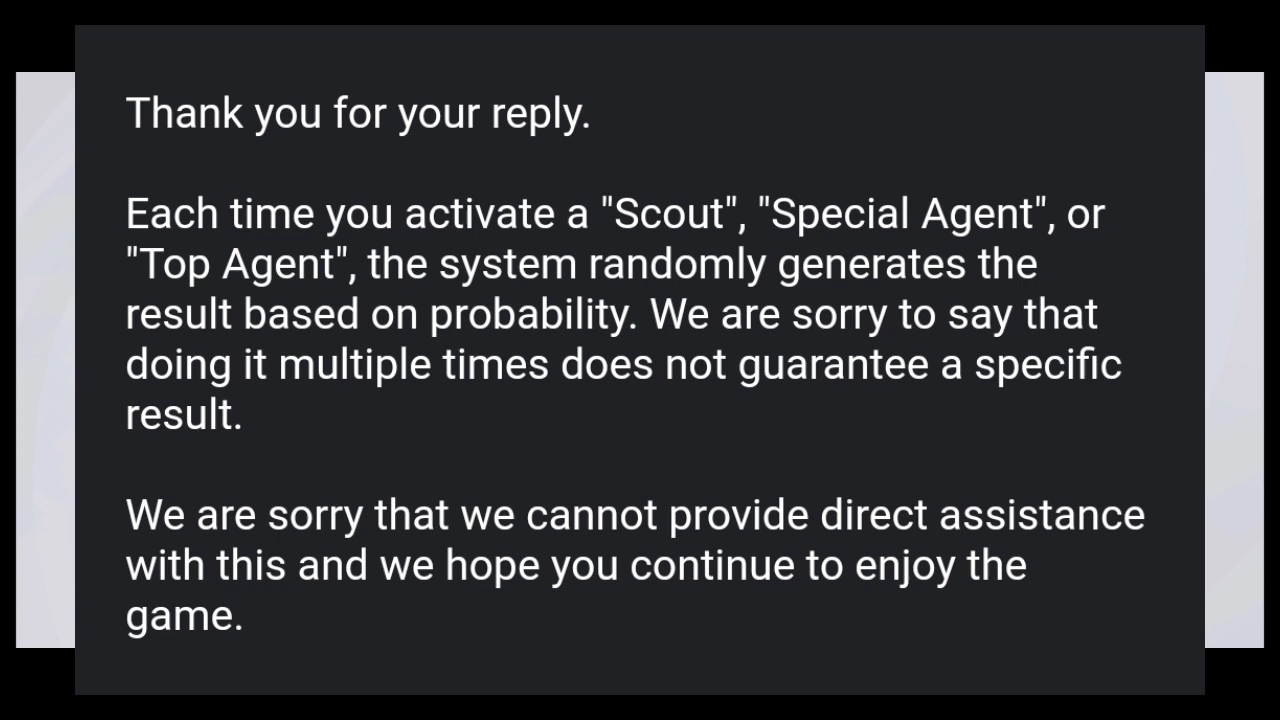 Thank you for your reply.
Each time you activate a "Scout", "Special Agent", or
"Top Agent", the system randomly generates the
result based on probability. We are sorry to say that
doing it multiple times does not guarantee a specific
result.
We are sorry that we cannot provide direct assistance
with this and we hope you continue to enjoy the
game.